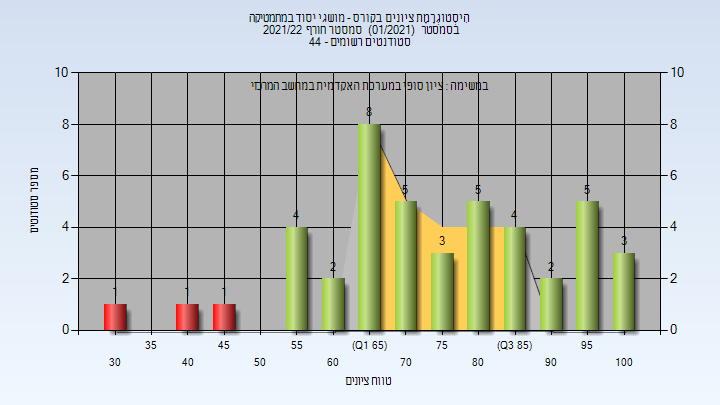 היסטוגרמת ציונים בקורס - מושגי יסוד במתמטיקה
בסמסטר (01/2021) סמסטר חורף 2021/22
סטודנטים רשומים - 44
במשימה : ציון סופי במערכת האקדמית במחשב המרכזי
10 10
8 8
6 6
4 4
2 2
0 0
מספר סטודנטים
1 1 1 4 2 8 5 3 5 4 2 5 3
35 45 55 (Q1 65) 75 (Q3 85) 95
30 40 50 60 70 80 90 100
טווח ציונים